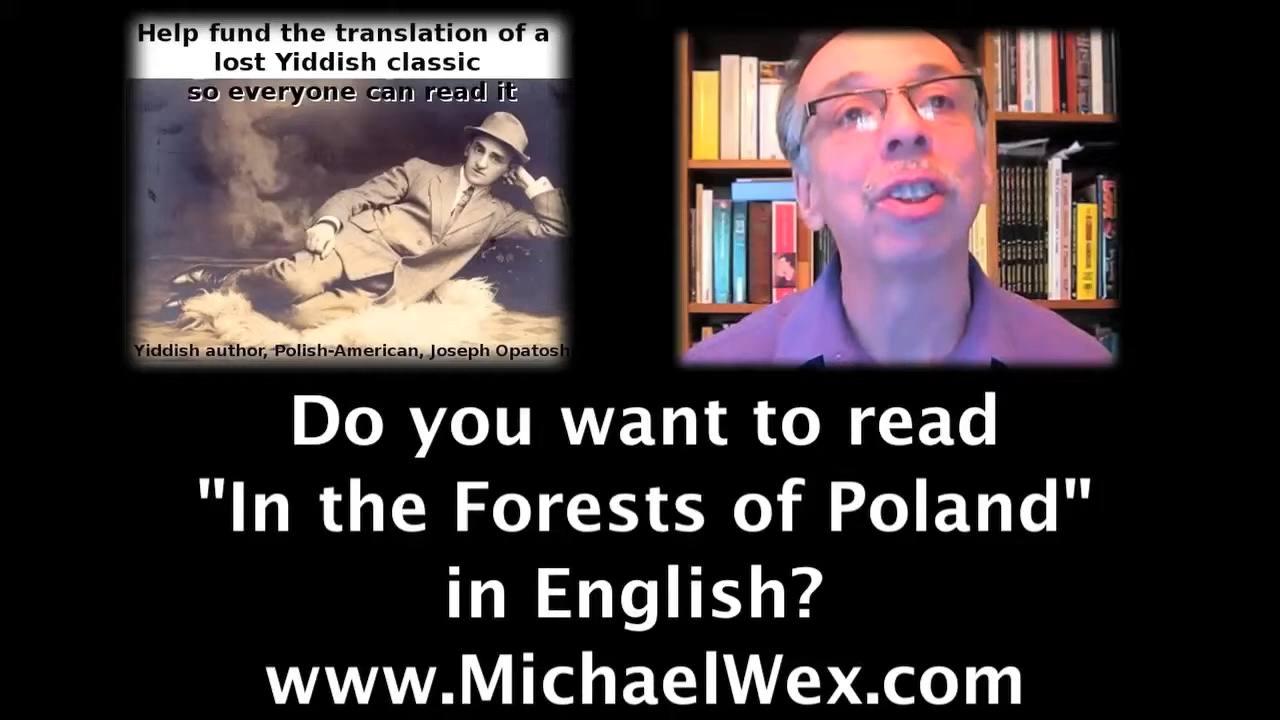 Help fund the translation of a
lost Yiddish classic
so everyone can read it
Yiddish author, Polish-American, Joseph Opatosh
Do you want to read
"In the Forests of Poland"
in English?
www.MichaelWex.com